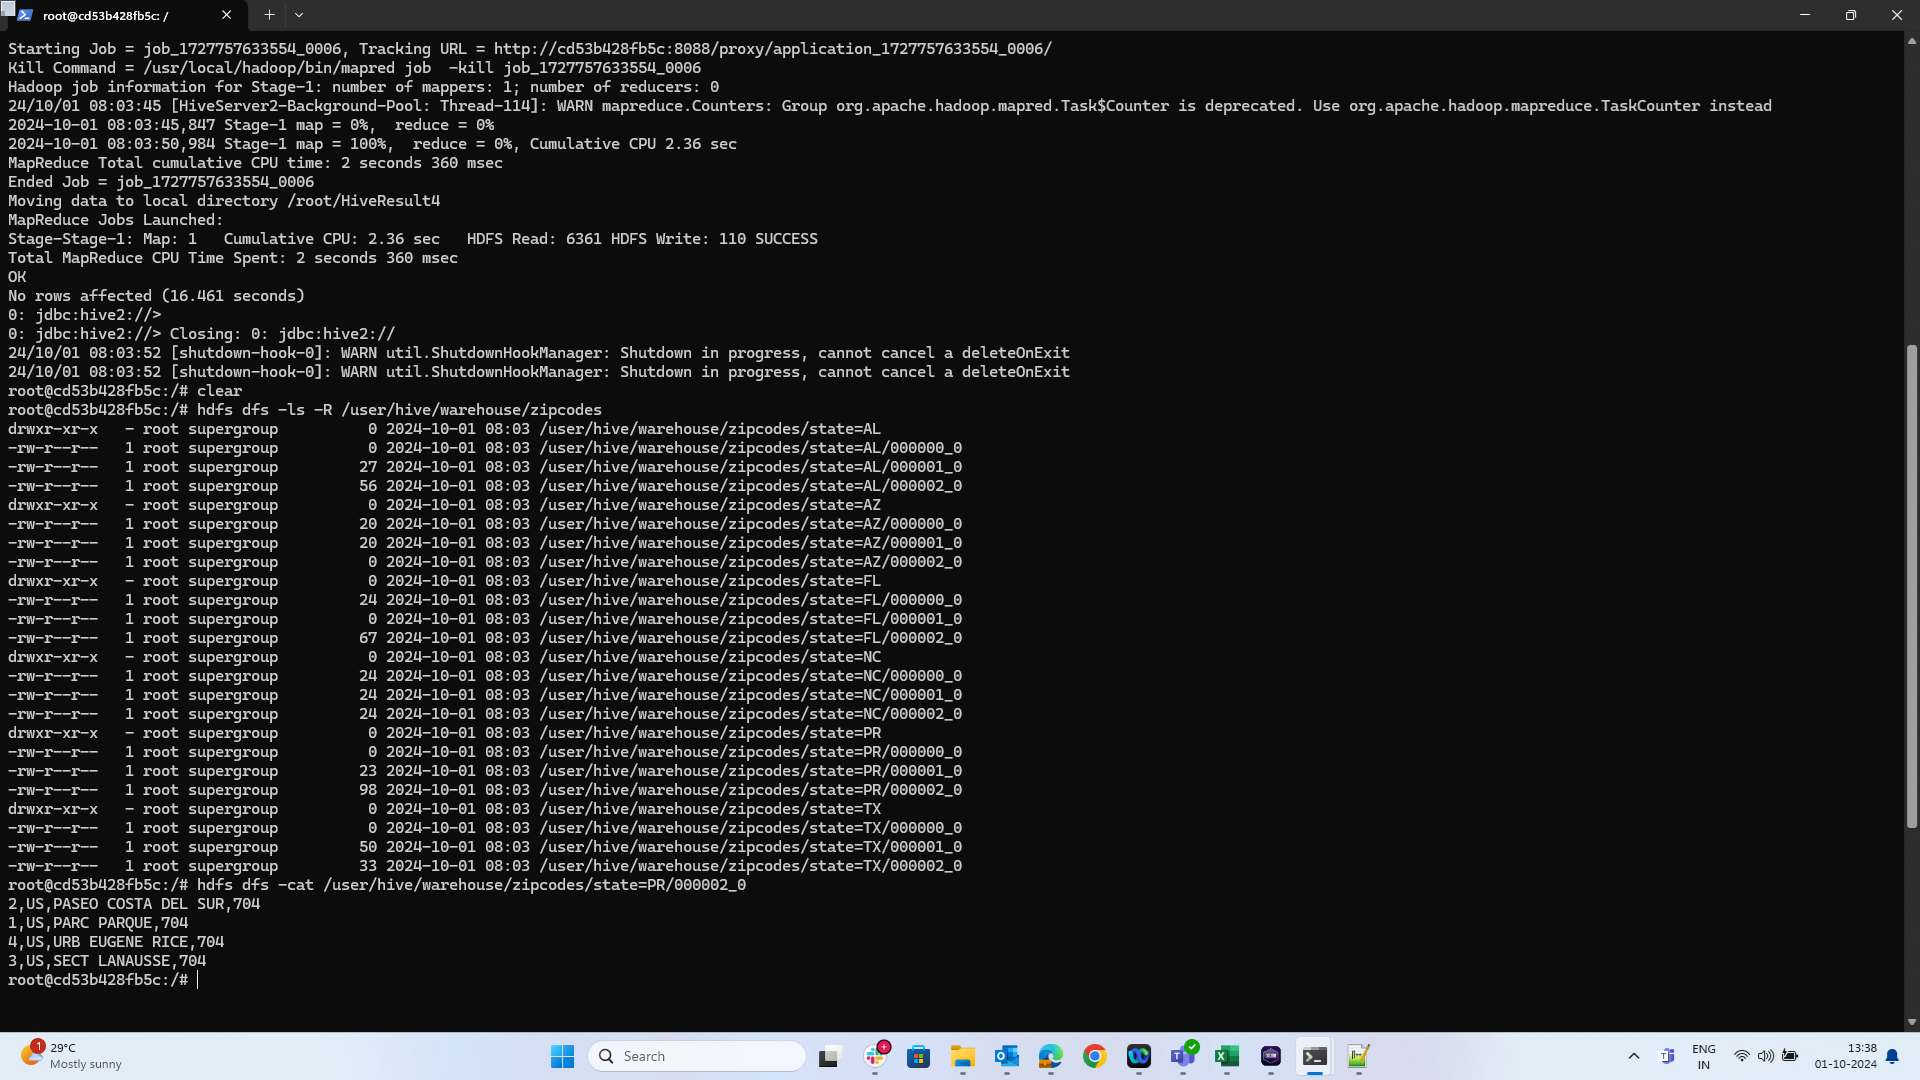 root@cd53b428fb5c: /
Starting Job = job_1727757633554_0006, Tracking URL = http://cd53b428fb5c:8088/proxy/application_1727757633554_0006/
Kill Command = /usr/local/hadoop/bin/mapred job  -kill job_1727757633554_0006
Hadoop job information for Stage-1: number of mappers: 1; number of reducers: 0
24/10/01 08:03:45 [HiveServer2-Background-Pool: Thread-114]: WARN mapreduce.Counters: Group org.apache.hadoop.mapred.Task$Counter is deprecated. Use org.apache.hadoop.mapreduce.TaskCounter instead
2024-10-01 08:03:45,847 Stage-1 map = 0%,  reduce = 0%
2024-10-01 08:03:50,984 Stage-1 map = 100%,  reduce = 0%, Cumulative CPU 2.36 sec
MapReduce Total cumulative CPU time: 2 seconds 360 msec
Ended Job = job_1727757633554_0006
Moving data to local directory /root/HiveResult4
MapReduce Jobs Launched:
Stage-Stage-1: Map: 1   Cumulative CPU: 2.36 sec   HDFS Read: 6361 HDFS Write: 110 SUCCESS
Total MapReduce CPU Time Spent: 2 seconds 360 msec
OK
No rows affected (16.461 seconds)
0: jdbc:hive2://>
0: jdbc:hive2://> Closing: 0: jdbc:hive2://
24/10/01 08:03:52 [shutdown-hook-0]: WARN util.ShutdownHookManager: Shutdown in progress, cannot cancel a deleteOnExit
24/10/01 08:03:52 [shutdown-hook-0]: WARN util.ShutdownHookManager: Shutdown in progress, cannot cancel a deleteOnExit
root@cd53b428fb5c:/# clear
root@cd53b428fb5c:/# hdfs dfs -ls -R /user/hive/warehouse/zipcodes
drwxr-xr-x   - root supergroup          0 2024-10-01 08:03 /user/hive/warehouse/zipcodes/state=AL
-rw-r--r--   1 root supergroup          0 2024-10-01 08:03 /user/hive/warehouse/zipcodes/state=AL/000000_0
-rw-r--r--   1 root supergroup         27 2024-10-01 08:03 /user/hive/warehouse/zipcodes/state=AL/000001_0
-rw-r--r--   1 root supergroup         56 2024-10-01 08:03 /user/hive/warehouse/zipcodes/state=AL/000002_0
drwxr-xr-x   - root supergroup          0 2024-10-01 08:03 /user/hive/warehouse/zipcodes/state=AZ
-rw-r--r--   1 root supergroup         20 2024-10-01 08:03 /user/hive/warehouse/zipcodes/state=AZ/000000_0
-rw-r--r--   1 root supergroup         20 2024-10-01 08:03 /user/hive/warehouse/zipcodes/state=AZ/000001_0
-rw-r--r--   1 root supergroup          0 2024-10-01 08:03 /user/hive/warehouse/zipcodes/state=AZ/000002_0
drwxr-xr-x   - root supergroup          0 2024-10-01 08:03 /user/hive/warehouse/zipcodes/state=FL
-rw-r--r--   1 root supergroup         24 2024-10-01 08:03 /user/hive/warehouse/zipcodes/state=FL/000000_0
-rw-r--r--   1 root supergroup          0 2024-10-01 08:03 /user/hive/warehouse/zipcodes/state=FL/000001_0
-rw-r--r--   1 root supergroup         67 2024-10-01 08:03 /user/hive/warehouse/zipcodes/state=FL/000002_0
drwxr-xr-x   - root supergroup          0 2024-10-01 08:03 /user/hive/warehouse/zipcodes/state=NC
-rw-r--r--   1 root supergroup         24 2024-10-01 08:03 /user/hive/warehouse/zipcodes/state=NC/000000_0
-rw-r--r--   1 root supergroup         24 2024-10-01 08:03 /user/hive/warehouse/zipcodes/state=NC/000001_0
-rw-r--r--   1 root supergroup         24 2024-10-01 08:03 /user/hive/warehouse/zipcodes/state=NC/000002_0
drwxr-xr-x   - root supergroup          0 2024-10-01 08:03 /user/hive/warehouse/zipcodes/state=PR
-rw-r--r--   1 root supergroup          0 2024-10-01 08:03 /user/hive/warehouse/zipcodes/state=PR/000000_0
-rw-r--r--   1 root supergroup         23 2024-10-01 08:03 /user/hive/warehouse/zipcodes/state=PR/000001_0
-rw-r--r--   1 root supergroup         98 2024-10-01 08:03 /user/hive/warehouse/zipcodes/state=PR/000002_0
drwxr-xr-x   - root supergroup          0 2024-10-01 08:03 /user/hive/warehouse/zipcodes/state=TX
-rw-r--r--   1 root supergroup          0 2024-10-01 08:03 /user/hive/warehouse/zipcodes/state=TX/000000_0
-rw-r--r--   1 root supergroup         50 2024-10-01 08:03 /user/hive/warehouse/zipcodes/state=TX/000001_0
-rw-r--r--   1 root supergroup         33 2024-10-01 08:03 /user/hive/warehouse/zipcodes/state=TX/000002_0
root@cd53b428fb5c:/# hdfs dfs -cat /user/hive/warehouse/zipcodes/state=PR/000002_0
2,US,PASEO COSTA DEL SUR,704
1,US,PARC PARQUE,704
4,US,URB EUGENE RICE,704
3,US,SECT LANAUSSE,704
root@cd53b428fb5c:/#
1
29°C
Mostly sunny
Search
ENG
IN
13:38
01-10-2024